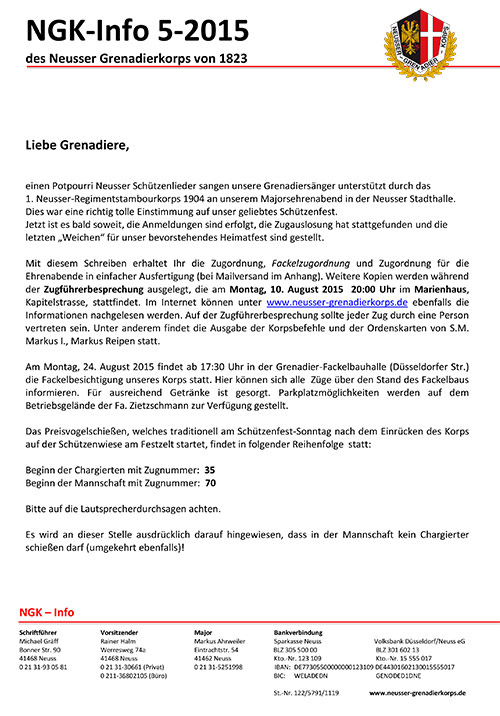 NGK-Info 5-2015
des Neusser Grenadierkorps von 1823
NEUSSER GRENADIER KORPS
Liebe Grenadiere,
einen Potpourri Neusser Schützenlieder sangen unsere Grenadiersänger unterstützt durch das
1. Neusser-Regimentstambourkorps 1904 an unserem Majorsehrenabend in der Neusser Stadthalle.
Dies war eine richtig tolle Einstimmung auf unser geliebtes Schützenfest.
Jetzt ist es bald soweit, die Anmeldungen sind erfolgt, die Zugauslosung hat stattgefunden und die
letzten „Weichen“ für unser bevorstehendes Heimatfest sind gestellt.
Mit diesem Schreiben erhaltet Ihr die Zugordnung, Fackelzugordnung und Zugordnung für die
Ehrenabende in einfacher Ausfertigung (bei Mailversand im Anhang). Weitere Kopien werden während
der Zugführerbesprechung ausgelegt, die am Montag, 10. August 2015 20:00 Uhr im Marienhaus,
Kapitelstrasse, stattfindet. Im Internet können unter www.neusser-grenadierkorps.de ebenfalls die
Informationen nachgelesen werden. Auf der Zugführerbesprechung sollte jeder Zug durch eine Person
vertreten sein. Unter anderem findet die Ausgabe der Korpsbefehle und der Ordenskarten von S.M.
Markus I., Markus Reipen statt.
Am Montag, 24. August 2015 findet ab 17:30 Uhr in der Grenadier-Fackelbauhalle (Düsseldorfer Str.)
die Fackelbesichtigung unseres Korps statt. Hier können sich alle Züge über den Stand des Fackelbaus
informieren. Für ausreichend Getränke ist gesorgt. Parkplatzmöglichkeiten werden auf dem
Betriebsgelände der Fa. Zietzschmann zur Verfügung gestellt.
Das Preisvogelschießen, welches traditionell am Schützenfest-Sonntag nach dem Einrücken des Korps
auf der Schützenwiese am Festzelt startet, findet in folgender Reihenfolge statt:
Beginn der Chargierten mit Zugnummer: 35
Beginn der Mannschaft mit Zugnummer: 70
Bitte auf die Lautsprecherdurchsagen achten.
Es wird an dieser Stelle ausdrücklich darauf hingewiesen, dass in der Mannschaft kein Chargierter
schießen darf (umgekehrt ebenfalls)!
NGK – Info
Schriftführer Vorsitzender Major Bankverbindung
Michael Gräff Rainer Halm Markus Ahrweiler Sparkasse Neuss Volksbank Düsseldorf/Neuss eG
Bonner Str. 90 Werresweg 74a Eintrachtstr. 54 BLZ 305 500 00 BLZ 301 602 13
41468 Neuss 41468 Neuss 41462 Neuss Kto.-Nr. 123 109 Kto.-Nr. 15 555 017
0 21 31-93 05 81 0 21 31-30661 (Privat) 0 21 31-5251998 IBAN: DE77305500000000123109 DE44301602130015555017
0 211-36802105 (Büro) BIC: WELADEDN GENODED1DNE
St.-Nr. 122/5791/1119 www.neusser-grenadierkorps.de